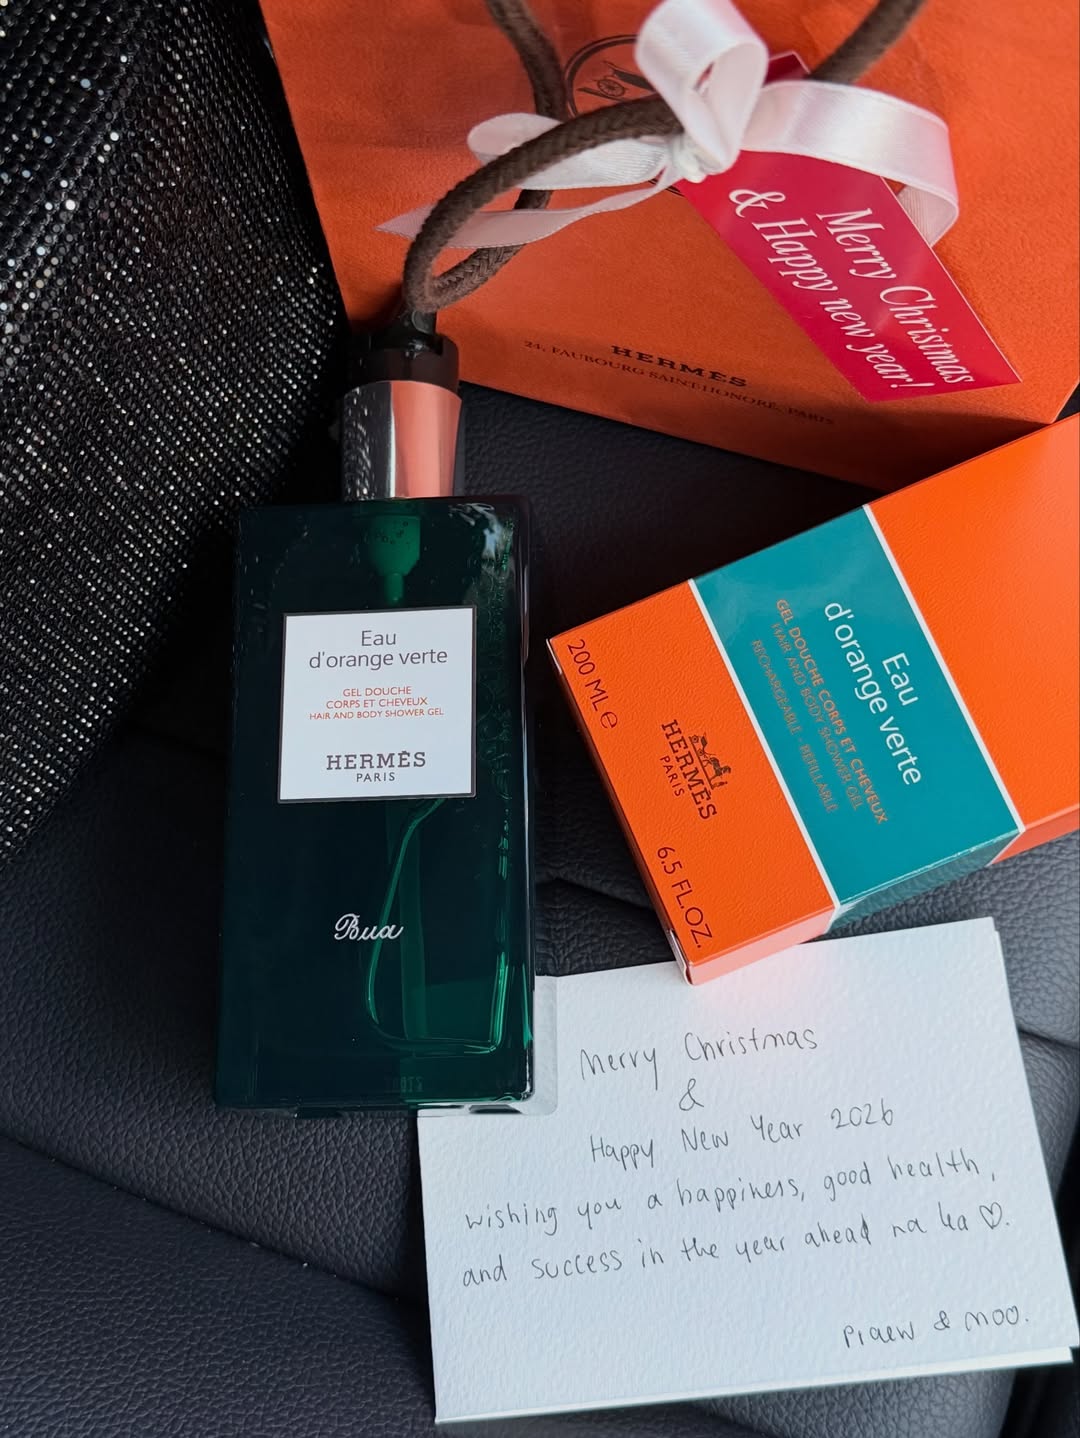 Merry Christmas
& Happy new year!
HERMĒS
24, FAUBOURG SAINT-HONORÉ, PARIS
Eau
d'orange verte
GEL DOUCHE
CORPS ET CHEVEUX
HAIR AND BODY SHOWER GEL
HERMĒS
PARIS
Bua
Eau
d'orange verte
GEL DOUCHE CORPS ET CHEVEUX
HAIR AND BODY SHOWER GEL
RECHARGEABLE - REFILLABLE
HERMÈS
PARIS
200 ML e
6.5 FL.OZ.
Merry Christmas
&
Happy New Year 2026
wishing you a happiness, good health,
and success in the year ahead na ka ♡.
Praew & Moo.